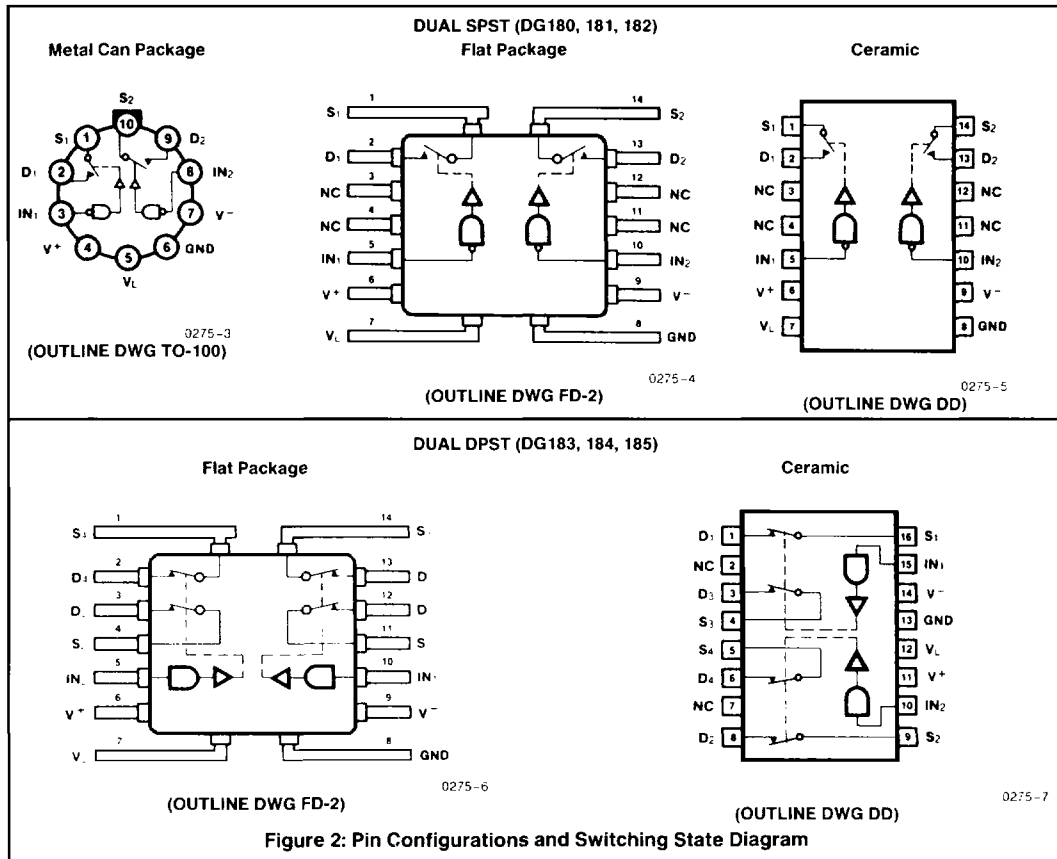 DUAL SPST (DG180, 181, 182)
Metal Can Package
Flat Package
Ceramic
S2
S1 1 10 9 D2
D1 2 8 IN2
IN1 3 7 V-
V+ 4 5 6 GND
VL
0275-3
(OUTLINE DWG TO-100)
S1 1 14 S2
D1 2 13 D2
NC 3 12 NC
NC 4 11 NC
IN1 5 10 IN2
V+ 6 9 V-
VL 7 8 GND
0275-4
(OUTLINE DWG FD-2)
S1 1 14 S2
D1 2 13 D2
NC 3 12 NC
NC 4 11 NC
IN1 5 10 IN2
V+ 6 9 V-
VL 7 8 GND
0275-5
(OUTLINE DWG DD)
DUAL DPST (DG183, 184, 185)
Flat Package
Ceramic
1 14
S S
D 2 13 D
D 3 12 D
S 4 11 S
IN 5 10 IN
V+ 6 9 V-
V 7 8 GND
0275-6
(OUTLINE DWG FD-2)
D1 1 16 S1
NC 2 15 IN1
D3 3 14 V-
S3 4 13 GND
S4 5 12 VL
D4 6 11 V+
NC 7 10 IN2
D2 8 9 S2
0275-7
(OUTLINE DWG DD)
Figure 2: Pin Configurations and Switching State Diagram